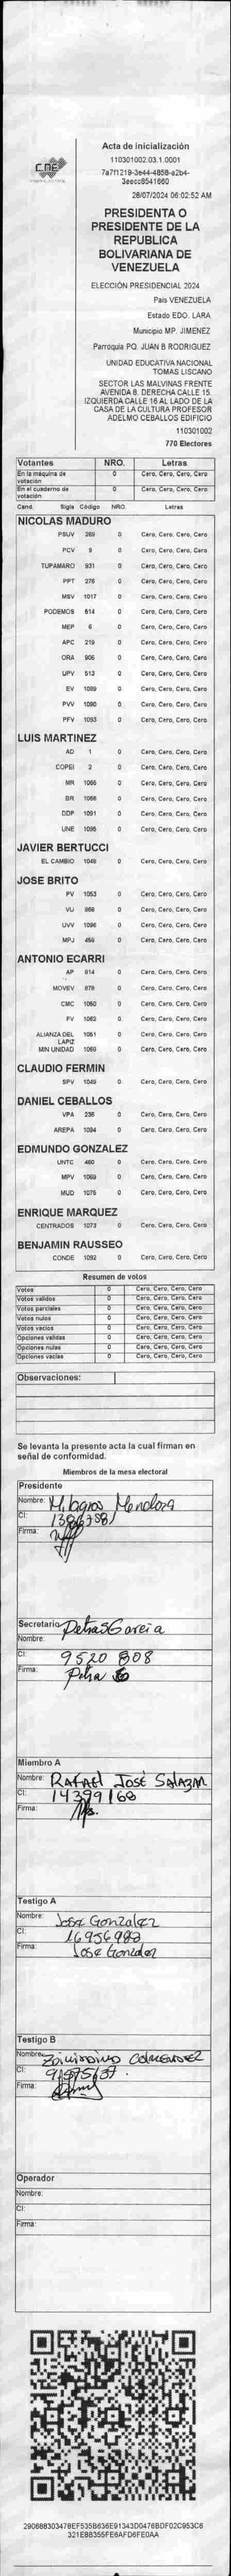 CNE
Acta de inicialización
110301002.03.1.0001
7a7f1219-3e44-4858-a2b4-
3aecc8541660
28/07/2024 06:02:52 AM
PRESIDENTA O
PRESIDENTE DE LA
REPUBLICA
BOLIVARIANA DE
VENEZUELA
ELECCIÓN PRESIDENCIAL 2024
País VENEZUELA
Estado EDO. LARA
Municipio MP. JIMENEZ
Parroquia PQ. JUAN B RODRIGUEZ
UNIDAD EDUCATIVA NACIONAL
TOMAS LISCANO
SECTOR LAS MALVINAS FRENTE
AVENIDA 8. DERECHA CALLE 15.
IZQUIERDA CALLE 16 AL LADO DE LA
CASA DE LA CULTURA PROFESOR
ADELMO CEBALLOS EDIFICIO
110301002
770 Electores
Votantes NRO. Letras
En la máquina de votación 0 Cero, Cero, Cero, Cero
En el cuaderno de votación 0 Cero, Cero, Cero, Cero
Cand. Sigla Código NRO. Letras
NICOLAS MADURO
PSUV 269 0 Cero, Cero, Cero, Cero
PCV 9 0 Cero, Cero, Cero, Cero
TUPAMARO 931 0 Cero, Cero, Cero, Cero
PPT 276 0 Cero, Cero, Cero, Cero
MSV 1017 0 Cero, Cero, Cero, Cero
PODEMOS 614 0 Cero, Cero, Cero, Cero
MEP 6 0 Cero, Cero, Cero, Cero
APC 219 0 Cero, Cero, Cero, Cero
ORA 906 0 Cero, Cero, Cero, Cero
UPV 513 0 Cero, Cero, Cero, Cero
EV 1089 0 Cero, Cero, Cero, Cero
PVV 1090 0 Cero, Cero, Cero, Cero
PFV 1093 0 Cero, Cero, Cero, Cero
LUIS MARTINEZ
AD 1 0 Cero, Cero, Cero, Cero
COPEI 2 0 Cero, Cero, Cero, Cero
MR 1066 0 Cero, Cero, Cero, Cero
BR 0 Cero, Cero, Cero, Cero
DDP 1091 0 Cero, Cero, Cero, Cero
UNE 1095 0 Cero, Cero, Cero, Cero
JAVIER BERTUCCI
EL CAMBIO 1048 0 Cero, Cero, Cero, Cero
JOSE BRITO
PV 1053 0 Cero, Cero, Cero, Cero
VU 868 0 Cero, Cero, Cero, Cero
UVV 1096 0 Cero, Cero, Cero, Cero
MPJ 456 0 Cero, Cero, Cero, Cero
ANTONIO ECARRI
AP 814 0 Cero, Cero, Cero, Cero
MOVEV 878 0 Cero, Cero, Cero, Cero
CMC 1050 0 Cero, Cero, Cero, Cero
FV 1062 0 Cero, Cero, Cero, Cero
ALIANZA DEL LAPIZ 1051 0 Cero, Cero, Cero, Cero
MIN UNIDAD 1069 0 Cero, Cero, Cero, Cero
CLAUDIO FERMIN
SPV 1049 0 Cero, Cero, Cero, Cero
DANIEL CEBALLOS
VPA 236 0 Cero, Cero, Cero, Cero
AREPA 1094 0 Cero, Cero, Cero, Cero
EDMUNDO GONZALEZ
UNTC 460 0 Cero, Cero, Cero, Cero
MPV 1069 0 Cero, Cero, Cero, Cero
MUD 1075 0 Cero, Cero, Cero, Cero
ENRIQUE MARQUEZ
CENTRADOS 1073 0 Cero, Cero, Cero, Cero
BENJAMIN RAUSSEO
CONDE 1092 0 Cero, Cero, Cero, Cero
Resumen de votos
Votos 0 Cero, Cero, Cero, Cero
Votos validos 0 Cero, Cero, Cero, Cero
Votos parciales 0 Cero, Cero, Cero, Cero
Votos nulos 0 Cero, Cero, Cero, Cero
Votos vacios 0 Cero, Cero, Cero, Cero
Opciones validas 0 Cero, Cero, Cero, Cero
Opciones nulas 0 Cero, Cero, Cero, Cero
Opciones vacias 0 Cero, Cero, Cero, Cero
Observaciones:
Se levanta la presente acta la cual firman en
señal de conformidad.
Miembros de la mesa electoral
Presidente
Nombre: Milagros Mendoza
CI:
Firma:
Secretario
Nombre: Petra S Garcia
CI: 9520808
Firma: Petra
Miembro A
Nombre: RAFAEL JOSÉ SALAZAR
CI: 14399168
Firma:
Testigo A
Nombre: Jose Gonzalez
CI: 16956983
Firma: Jose Gonzalez
Testigo B
Nombre:
CI:
Firma:
Operador
Nombre:
CI:
Firma:
290688303478EF535B636E91343D0476BDF02C953C6
321E8B355FE6AFD6FE0AA